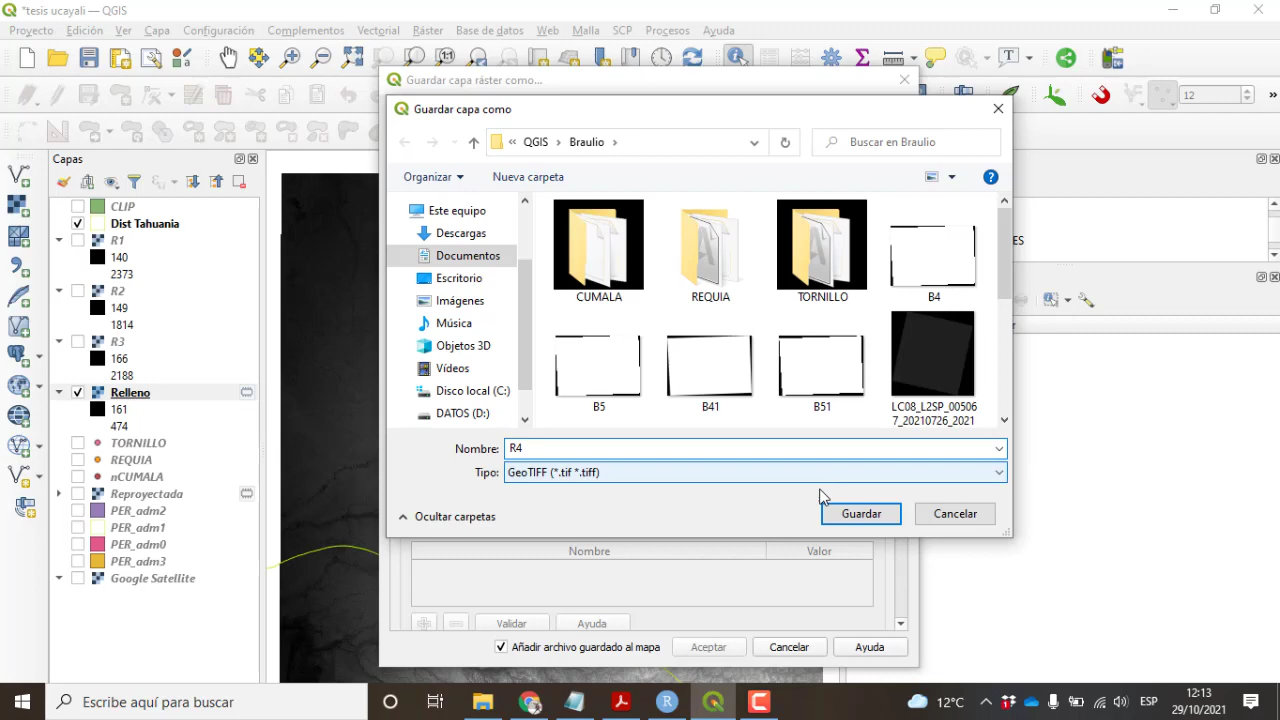 *tesis ucayali — QGIS
Proyecto Edición Ver Capa Configuración Complementos Vectorial Ráster Base de datos Web Malla SCP Procesos Ayuda
12
Guardar capa ráster como...
Guardar capa como
« QGIS › Braulio ›
Buscar en Braulio
Organizar
Nueva carpeta
Capas
CLIP
Dist Tahuania
R1
140
2373
R2
149
1814
R3
166
2188
Relleno
161
474
TORNILLO
REQUIA
nCUMALA
Reproyectada
PER_adm2
PER_adm1
PER_adm0
PER_adm3
Google Satellite
Este equipo
Descargas
Documentos
Escritorio
Imágenes
Música
Objetos 3D
Vídeos
Disco local (C:)
DATOS (D:)
CUMALA
REQUIA
TORNILLO
B4
B5
B41
B51
LC08_L2SP_00506
7_20210726_2021
ES
Nombre: R4
Tipo: GeoTIFF (*.tif *.tiff)
Ocultar carpetas
Guardar
Cancelar
Nombre
Valor
Validar
Ayuda
Añadir archivo guardado al mapa
Aceptar
Cancelar
Ayuda
Escribe aquí para buscar
12°C
ESP
12:13
29/10/2021